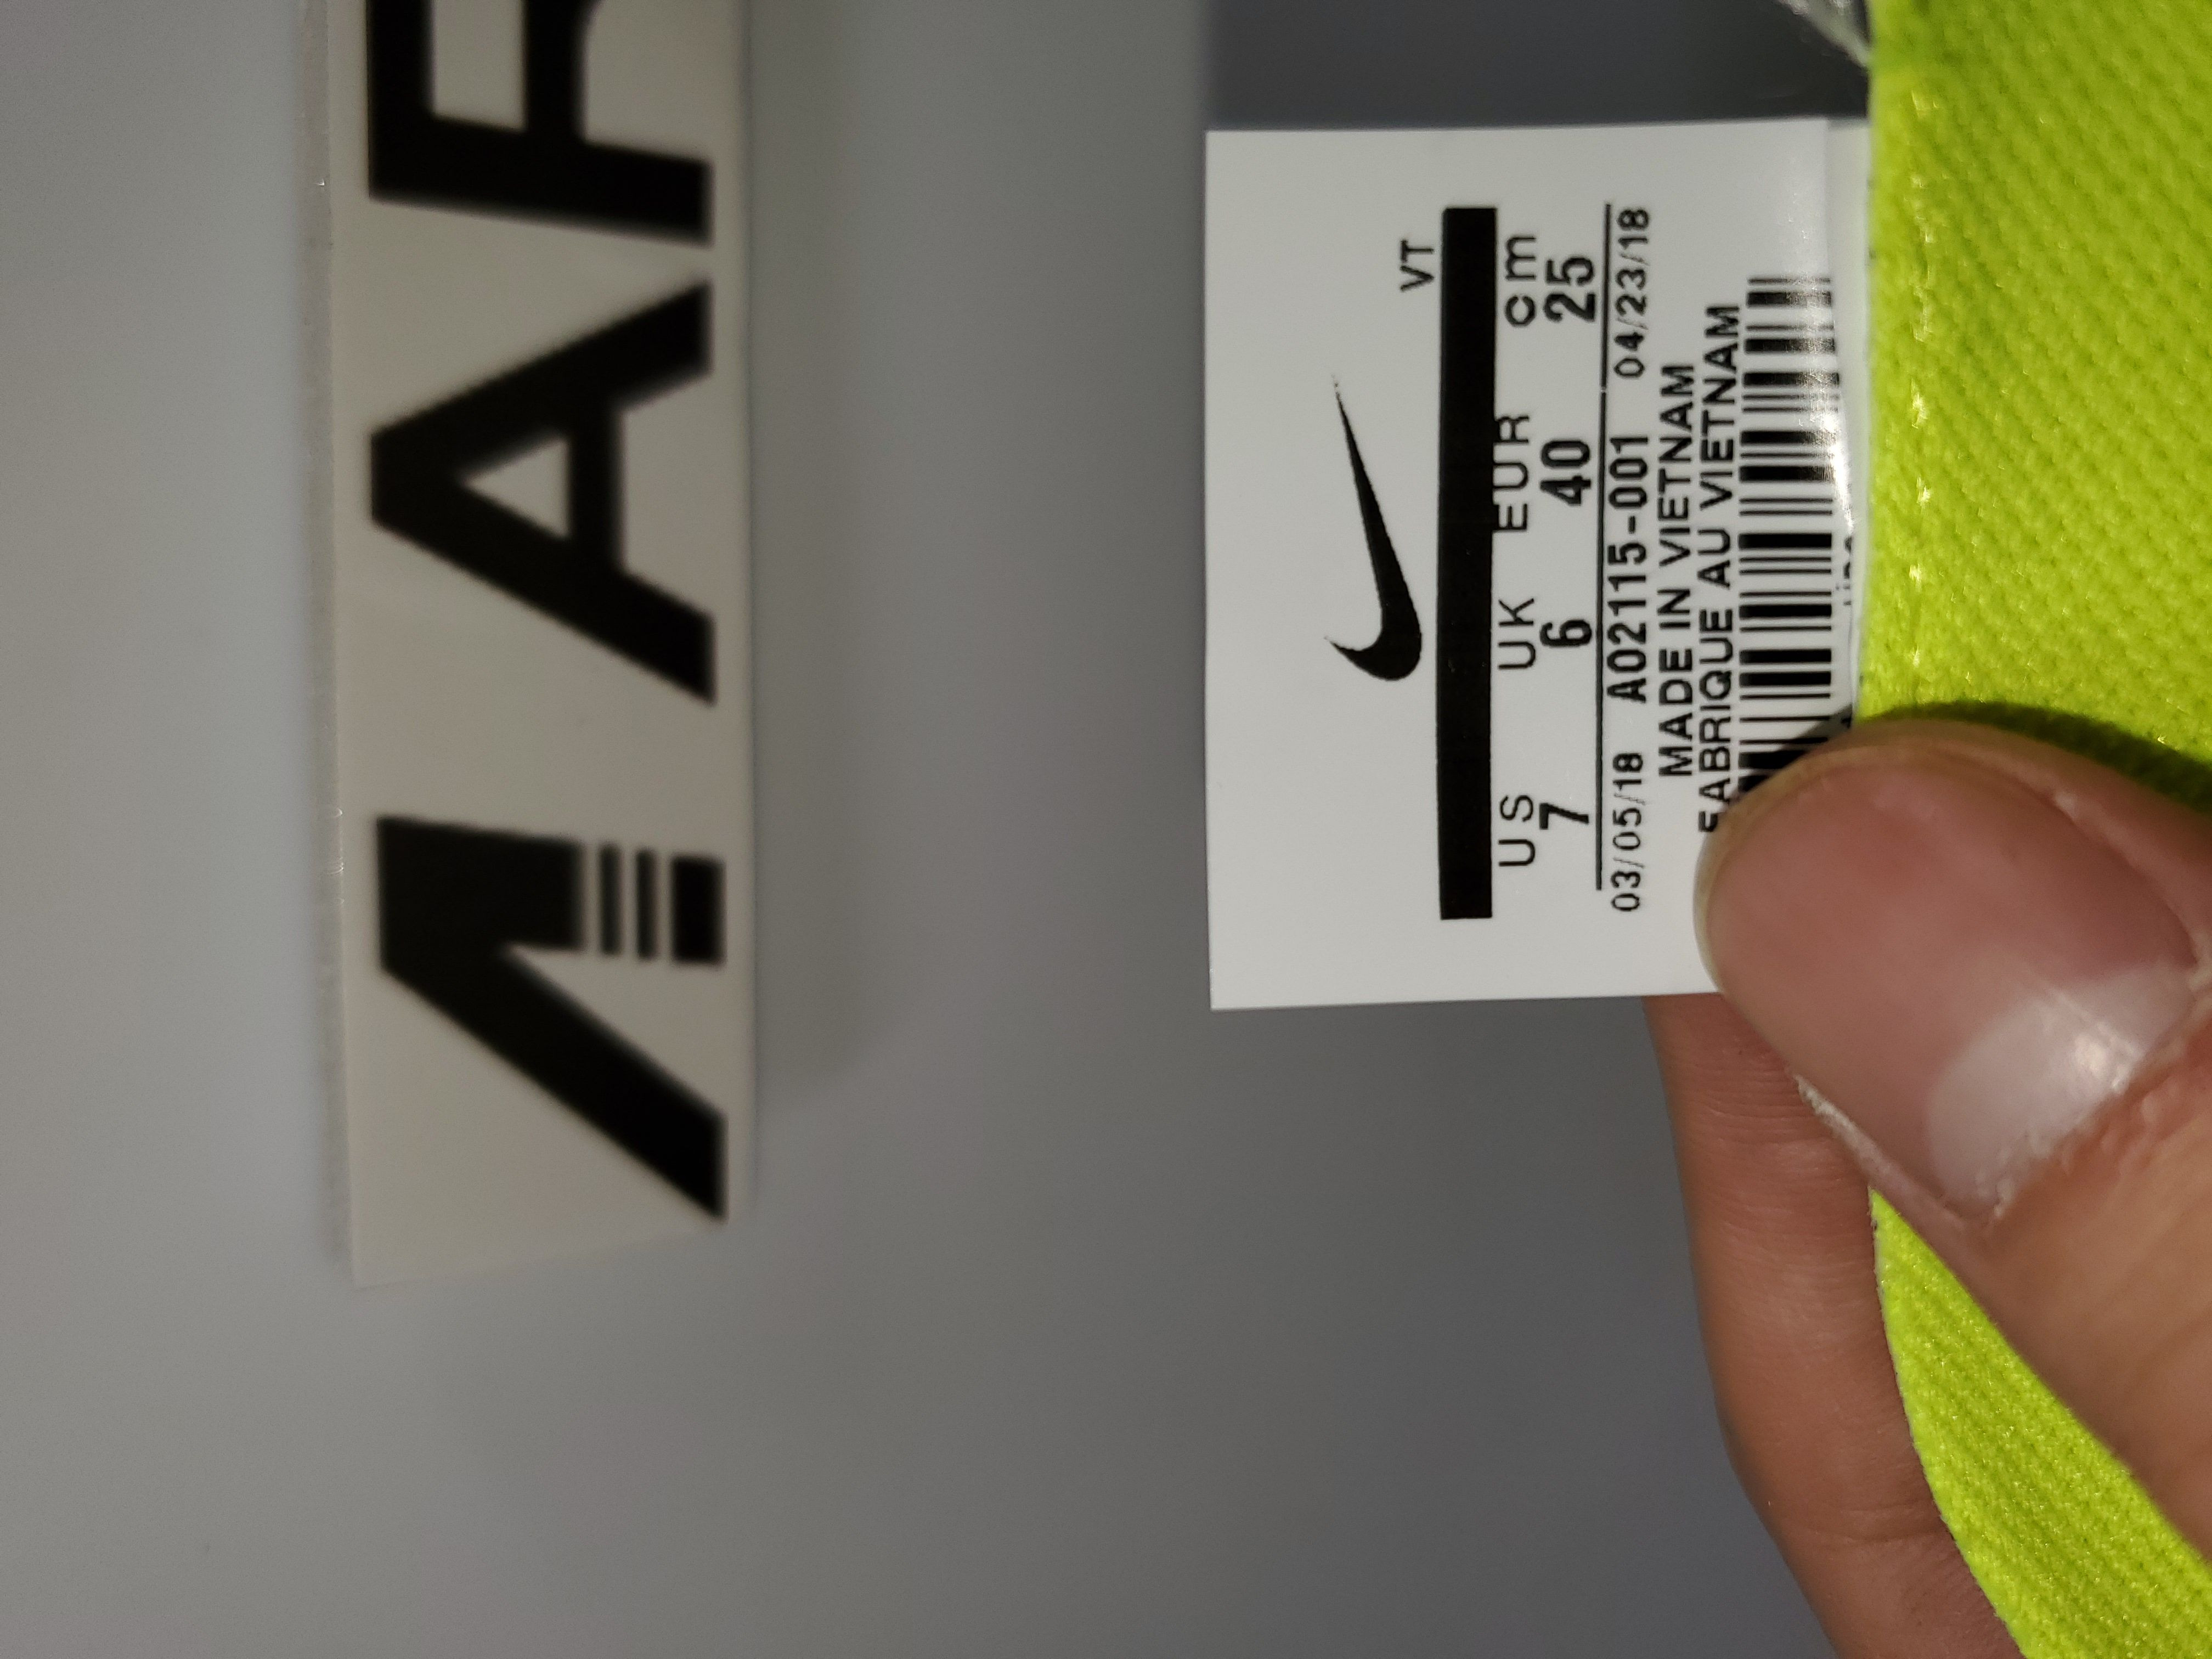 VT
US UK EUR cm
7 6 40 25
03/05/18 A02115-001 04/23/18
MADE IN VIETNAM
FABRIQUE AU VIETNAM